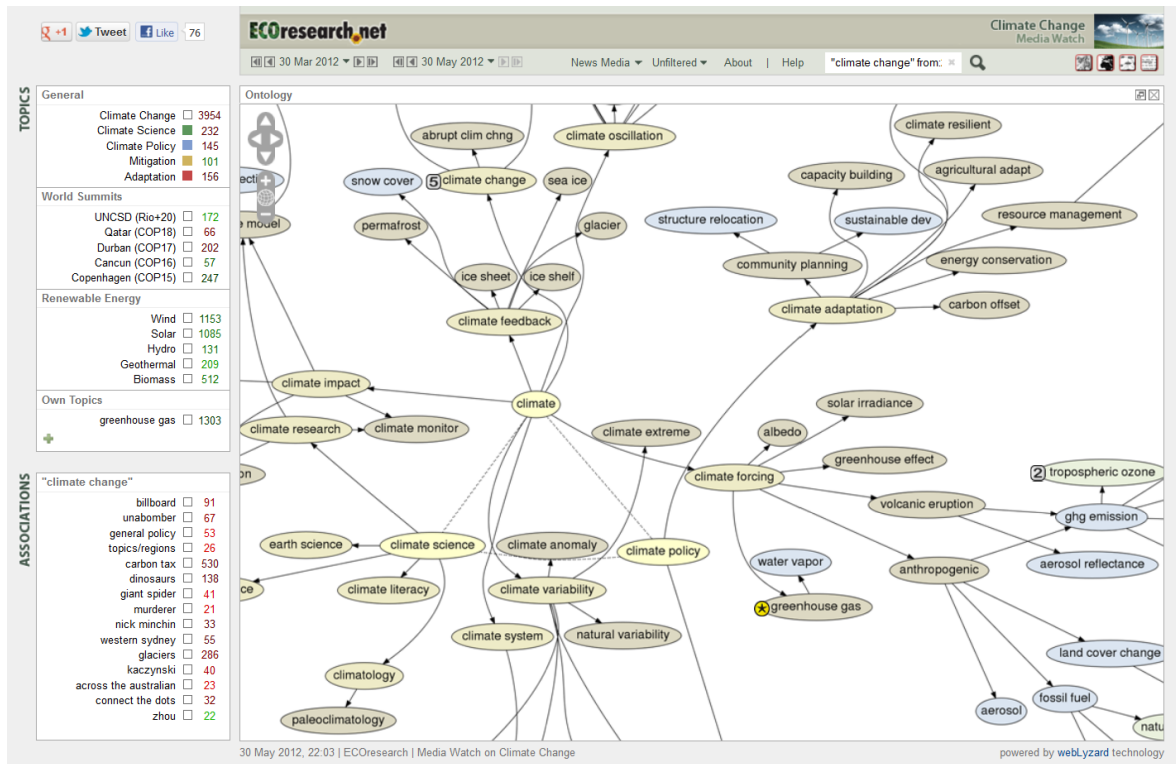 +1 Tweet Like 76
ECOresearch.net
Climate Change
Media Watch
30 Mar 2012 30 May 2012 News Media Unfiltered About | Help "climate change" from:
TOPICS
General
Climate Change 3954
Climate Science 232
Climate Policy 145
Mitigation 101
Adaptation 156
World Summits
UNCSD (Rio+20) 172
Qatar (COP18) 66
Durban (COP17) 202
Cancun (COP16) 57
Copenhagen (COP15) 247
Renewable Energy
Wind 1153
Solar 1085
Hydro 131
Geothermal 209
Biomass 512
Own Topics
greenhouse gas 1303
ASSOCIATIONS
"climate change"
billboard 91
unabomber 67
general policy 53
topics/regions 26
carbon tax 530
dinosaurs 138
giant spider 41
murderer 21
nick minchin 33
western sydney 55
glaciers 286
kaczynski 40
across the australian 23
connect the dots 32
zhou 22
Ontology
abrupt clim chng
climate oscillation
climate resilient
snow cover
5 climate change
sea ice
capacity building
agricultural adapt
permafrost
glacier
structure relocation
sustainable dev
resource management
model
ice sheet
ice shelf
community planning
energy conservation
climate feedback
climate adaptation
carbon offset
climate impact
climate
solar irradiance
climate research
climate monitor
climate extreme
albedo
greenhouse effect
climate forcing
2 tropospheric ozone
volcanic eruption
ghg emission
earth science
climate science
climate anomaly
climate policy
water vapor
anthropogenic
aerosol reflectance
climate literacy
climate variability
greenhouse gas
climate system
natural variability
land cover change
climatology
fossil fuel
paleoclimatology
aerosol
natu
30 May 2012, 22:03 | ECOresearch | Media Watch on Climate Change
powered by webLyzard technology